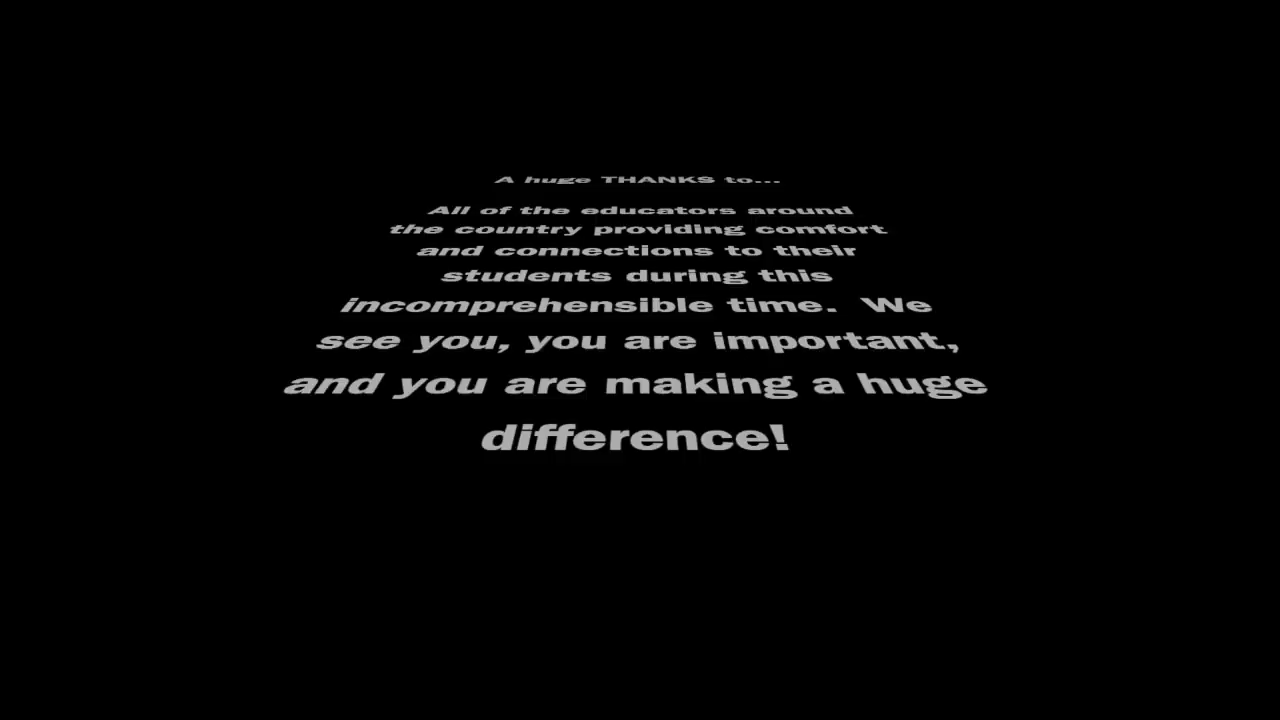 A huge THANKS to...
All of the educators around
the country providing comfort
and connections to their
students during this
incomprehensible time.  We
see you, you are important,
and you are making a huge
difference!